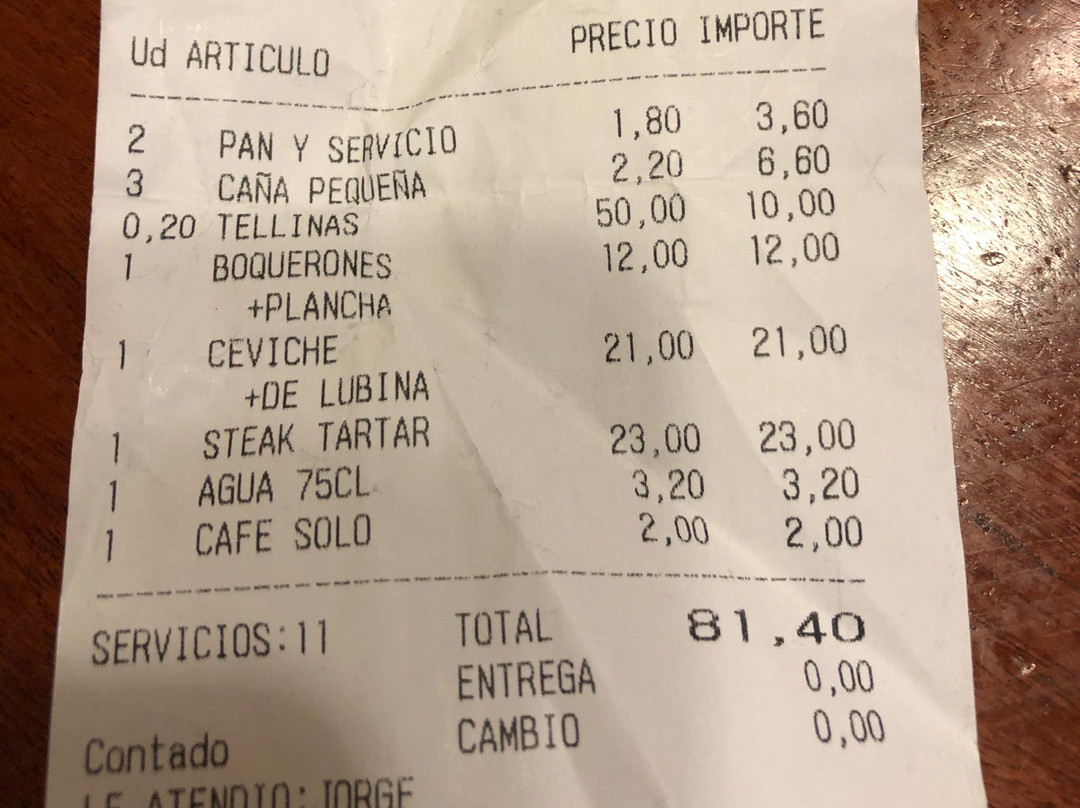 Ud ARTICULO PRECIO IMPORTE
2 PAN Y SERVICIO 1,80 3,60
3 CAÑA PEQUEÑA 2,20 6,60
0,20 TELLINAS 50,00 10,00
1 BOQUERONES 12,00 12,00
+PLANCHA
1 CEVICHE 21,00 21,00
+DE LUBINA
1 STEAK TARTAR 23,00 23,00
1 AGUA 75CL 3,20 3,20
1 CAFE SOLO 2,00 2,00
SERVICIOS:11 TOTAL 81,40
ENTREGA 0,00
CAMBIO 0,00
Contado
LE ATENDIO:JORGE